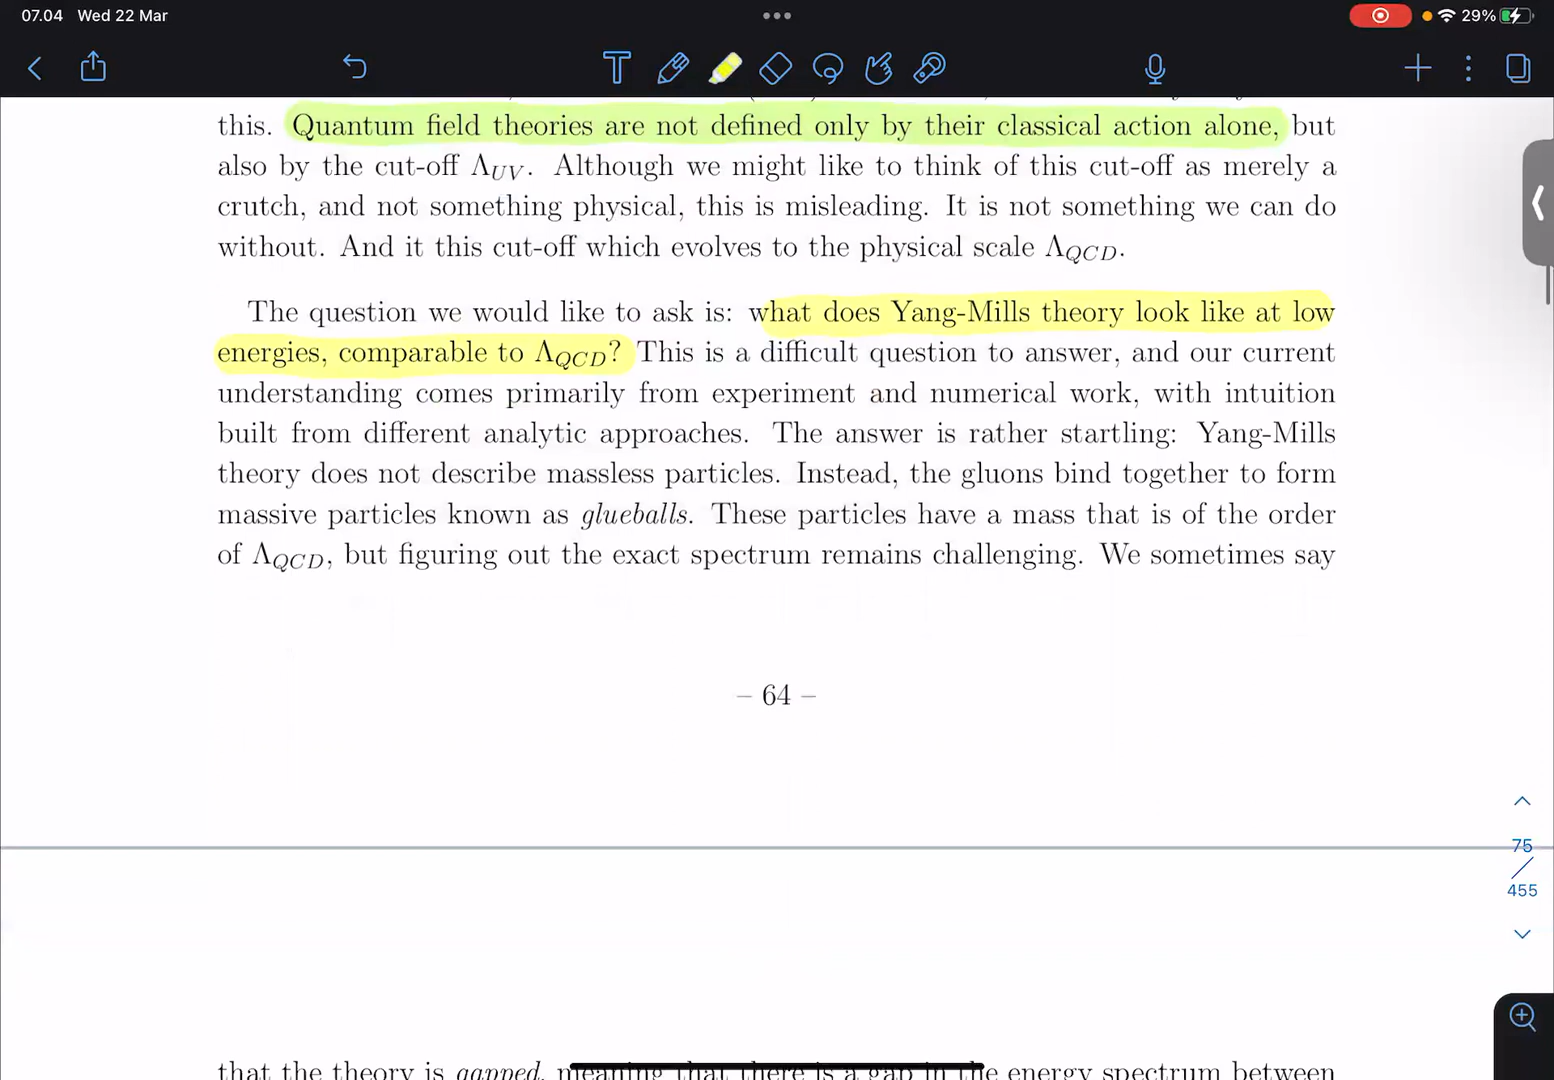 07.04 Wed 22 Mar
29%
this. Quantum field theories are not defined only by their classical action alone, but
also by the cut-off Λ_UV. Although we might like to think of this cut-off as merely a
crutch, and not something physical, this is misleading. It is not something we can do
without. And it this cut-off which evolves to the physical scale Λ_QCD.
The question we would like to ask is: what does Yang-Mills theory look like at low
energies, comparable to Λ_QCD? This is a difficult question to answer, and our current
understanding comes primarily from experiment and numerical work, with intuition
built from different analytic approaches. The answer is rather startling: Yang-Mills
theory does not describe massless particles. Instead, the gluons bind together to form
massive particles known as glueballs. These particles have a mass that is of the order
of Λ_QCD, but figuring out the exact spectrum remains challenging. We sometimes say
– 64 –
75
/
455
that the theory is gapped, meaning that there is a gap in the energy spectrum between